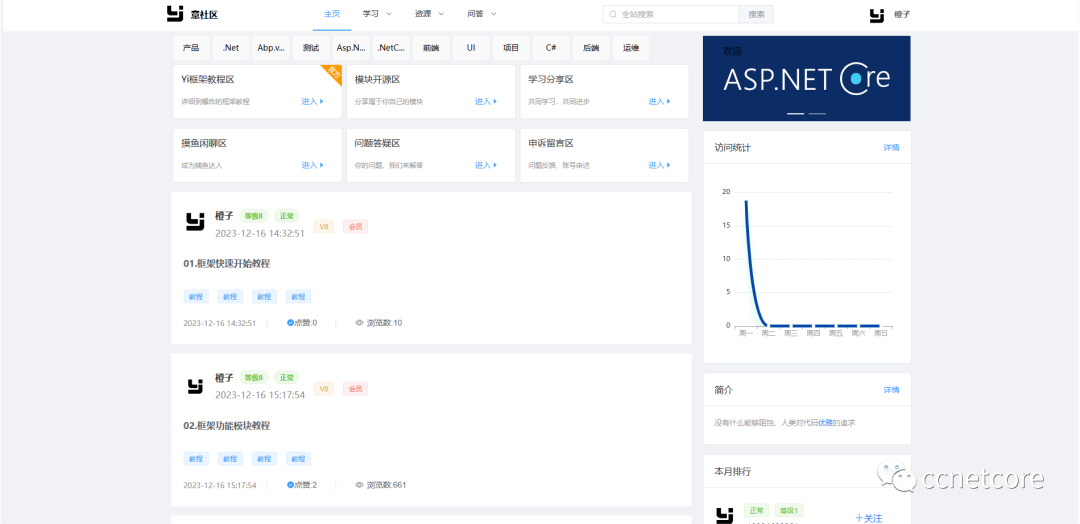 意社区 主页 学习 资源 问答 全站搜索 搜索 橙子
产品 .Net Abp.v... 测试 Asp.N... .NetC... 前端 UI 项目 C# 后端 运维
Yi框架教程区 官方
详细到爆炸的框架教程 进入
模块开源区
分享属于你自己的模块 进入
学习分享区
共同学习，共同进步 进入
摸鱼闲聊区
成为捕鱼达人 进入
问题答疑区
你的问题，我们来解答 进入
申诉留言区
问题反馈、账号申述 进入
橙子 等级8 正常
2023-12-16 14:32:51 V8 会员
01.框架快速开始教程
教程 教程 教程 教程
2023-12-16 14:32:51 点赞:0 浏览数:10
橙子 等级8 正常
2023-12-16 15:17:54 V8 会员
02.框架功能模块教程
教程 教程 教程 教程
2023-12-16 15:17:54 点赞:2 浏览数:661
欢迎
ASP.NET Core
访问统计 详情
20
15
10
5
0
周一 周二 周三 周四 周五 周六 周日
简介 详情
没有什么能够阻挡，人类对代码优雅的追求
本月排行
正常 等级1
＋关注
ccnetcore